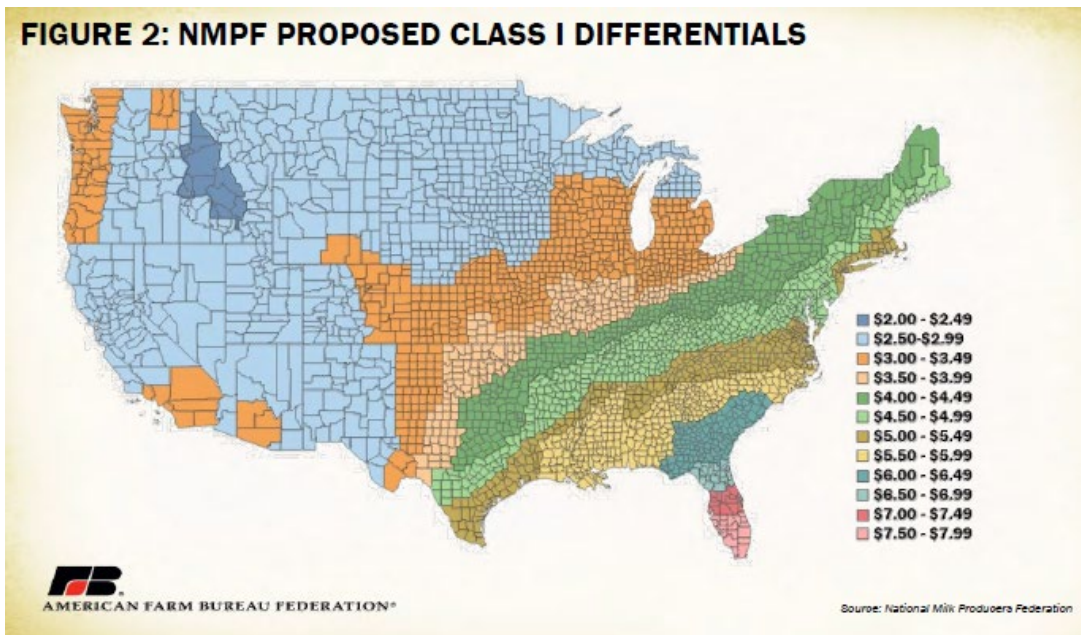 FIGURE 2: NMPF PROPOSED CLASS I DIFFERENTIALS
$2.00 - $2.49
$2.50-$2.99
$3.00 - $3.49
$3.50 - $3.99
$4.00 - $4.49
$4.50 - $4.99
$5.00 - $5.49
$5.50 - $5.99
$6.00 - $6.49
$6.50 - $6.99
$7.00 - $7.49
$7.50 - $7.99
FB
AMERICAN FARM BUREAU FEDERATION®
Source: National Milk Producers Federation